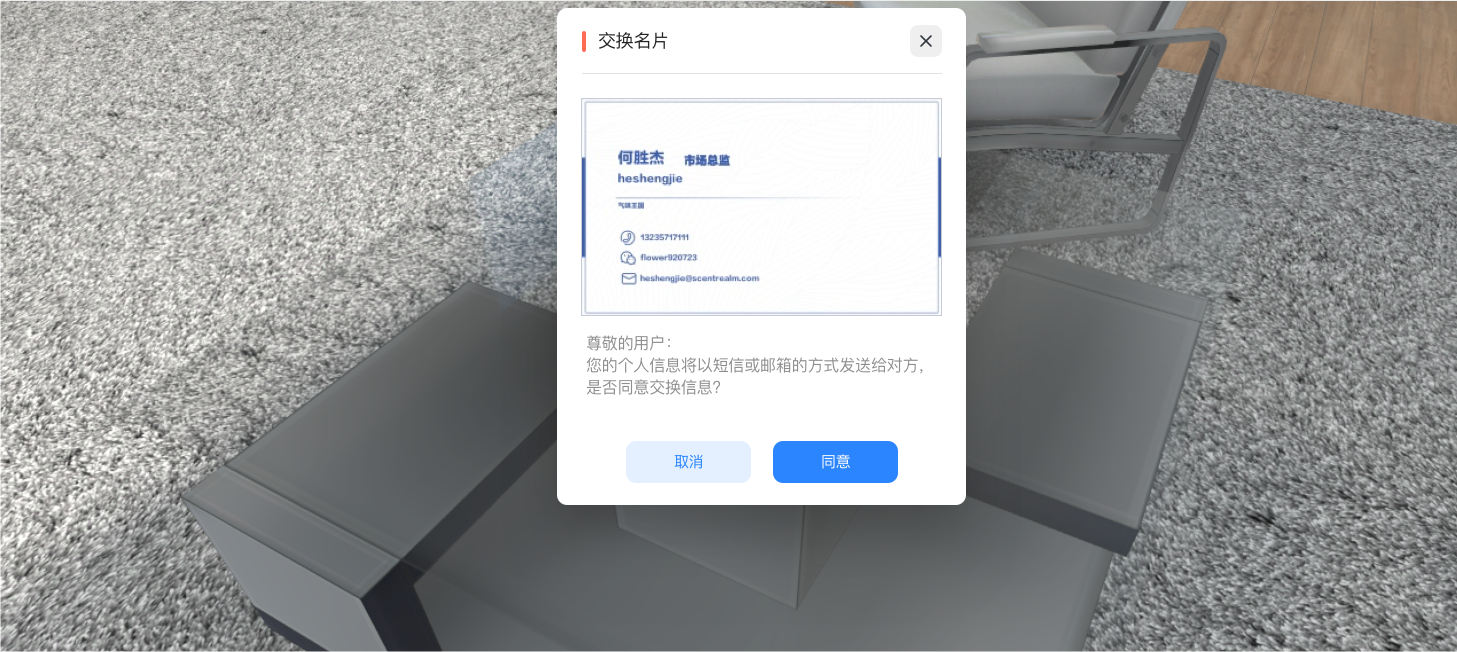 交换名片
何胜杰 市场总监
heshengjie
气味王国
13235717111
flower920723
heshengjie@scentrealm.com
尊敬的用户：
您的个人信息将以短信或邮箱的方式发送给对方，
是否同意交换信息？
取消 同意